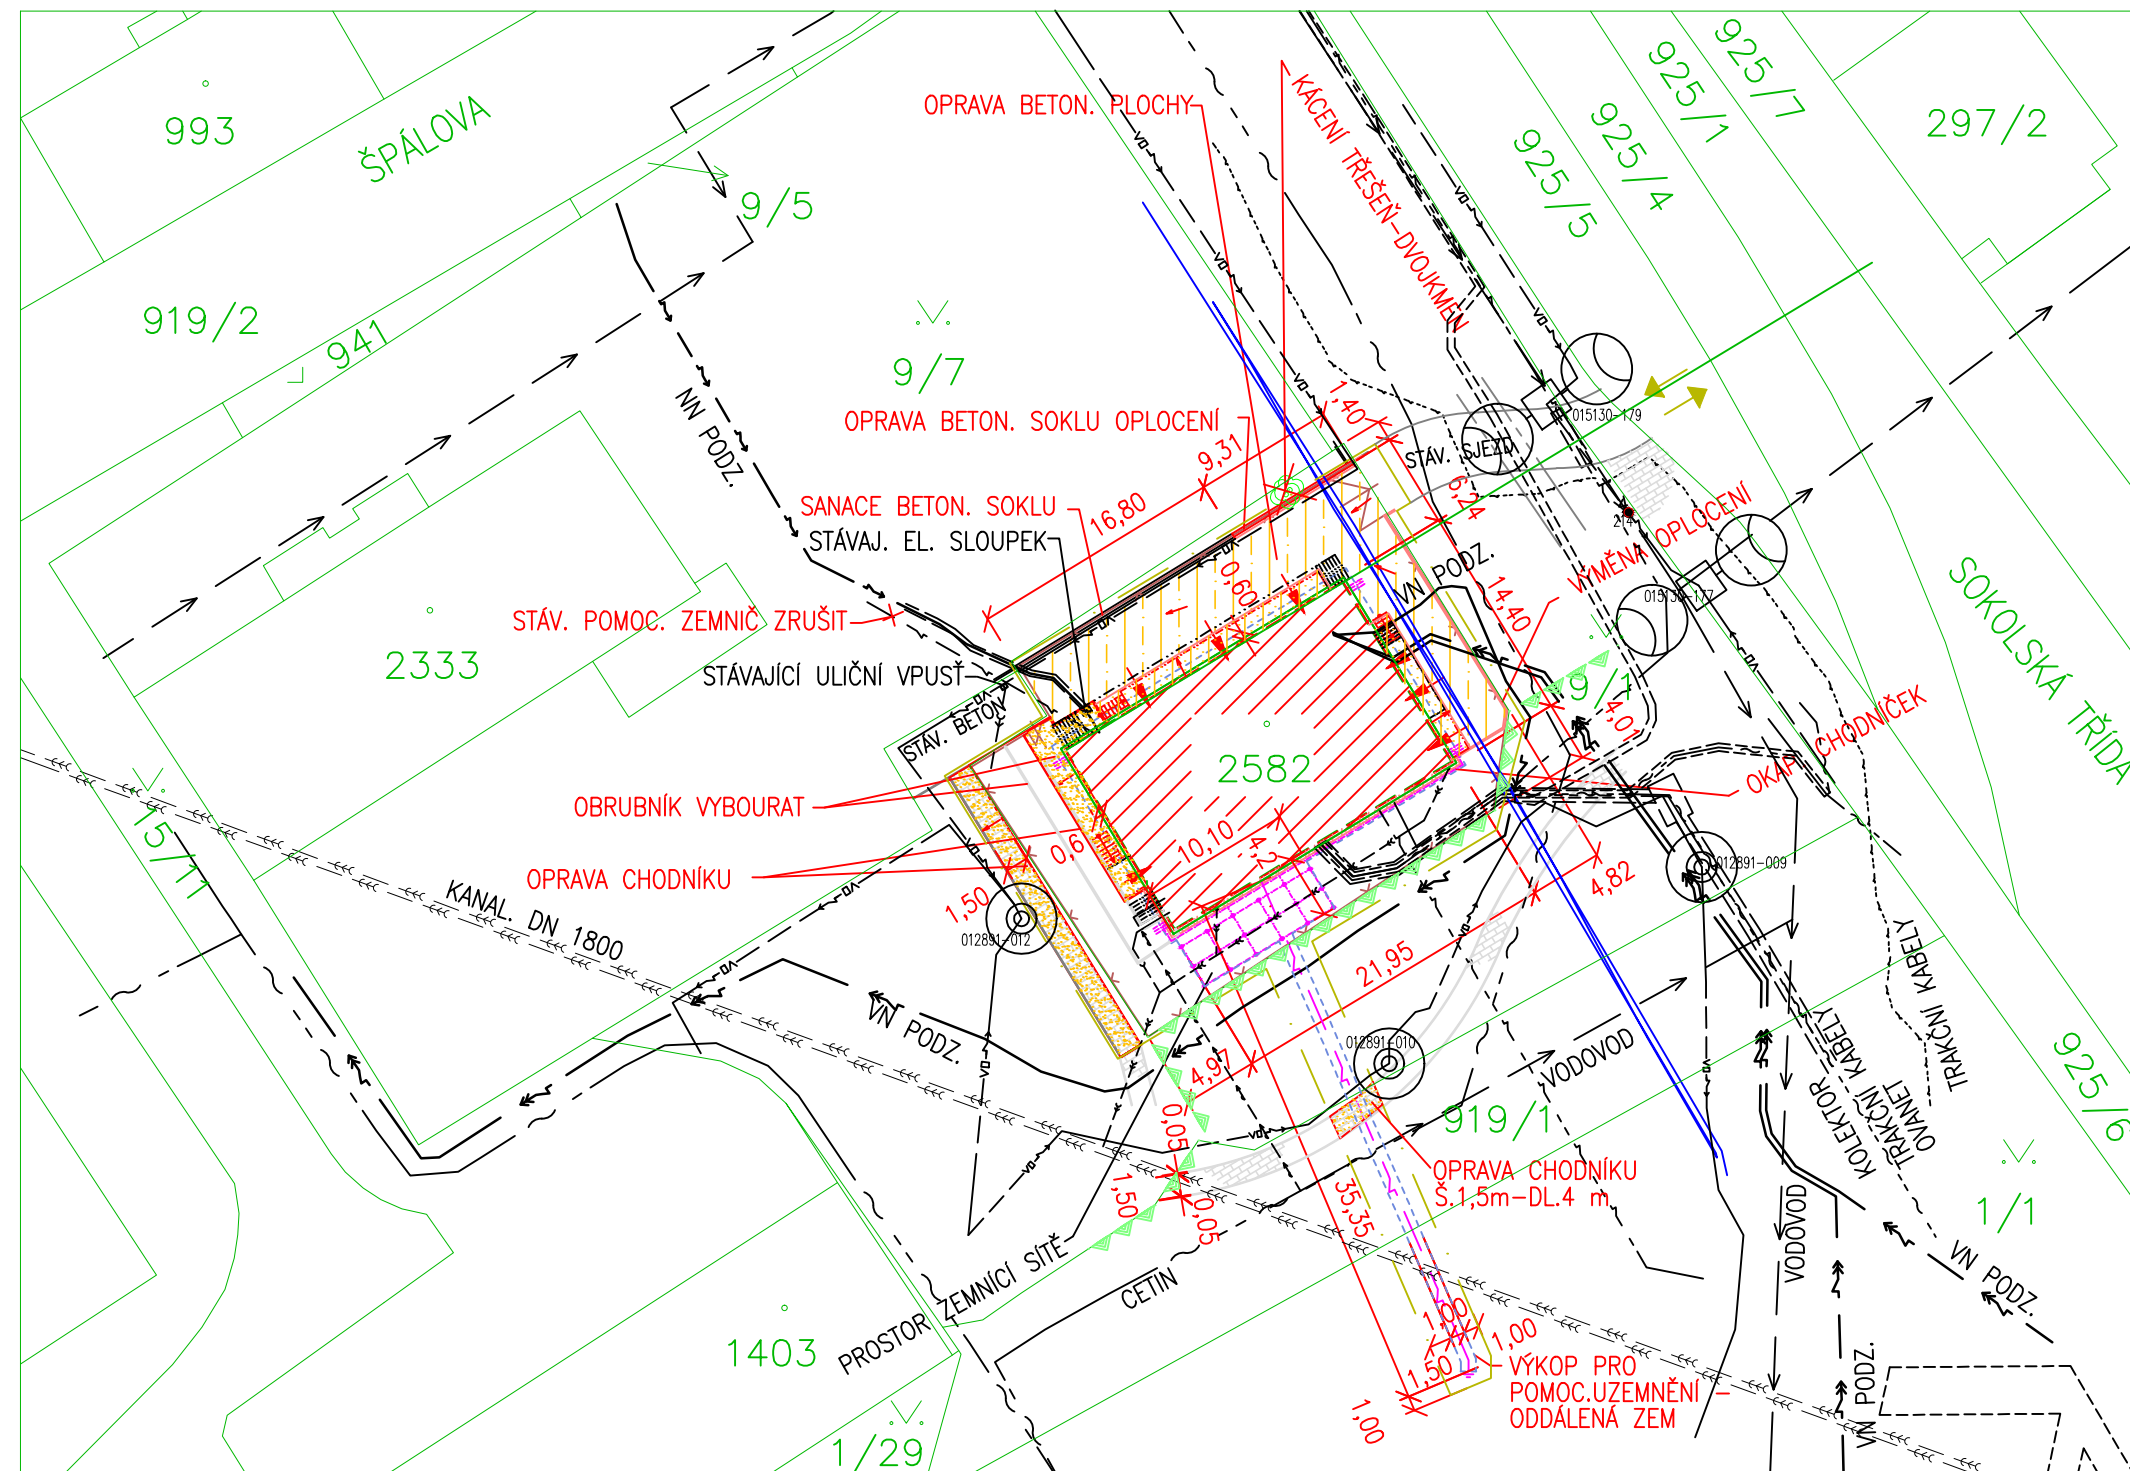 993
ŠPÁLOVA
9/5
919/2
941
9/7
925/7
925/1
925/4
925/5
297/2
OPRAVA BETON. PLOCHY
KÁCENÍ TŘEŠEŇ-DVOJKMEN
OPRAVA BETON. SOKLU OPLOCENÍ
NN PODZ.
SANACE BETON. SOKLU
STÁVAJ. EL. SLOUPEK
STÁV. POMOC. ZEMNIČ ZRUŠIT
STÁVAJÍCÍ ULIČNÍ VPUSŤ
STÁV. BETON
OBRUBNÍK VYBOURAT
OPRAVA CHODNÍKU
1,40
9,31
16,80
6,24
0,60
14,40
STÁV. SJEZD
015130-179
214
VÝMĚNA OPLOCENÍ
015130-177
VN PODZ.
SOKOLSKÁ TŘÍDA
2333
2582
9/1
4,01
OKAP CHODNÍČEK
15/11
KANAL. DN 1800
0,6
10,10
4,2
1,50
012891-012
4,82
012891-009
21,95
VN PODZ.
4,97
012891-010
VODOVOD
919/1
TRAKČNÍ KABELY
KOLEKTOR
TRAKČNÍ KABELY
OVANET
925/6
0,05
1,50
0,05
OPRAVA CHODNÍKU
Š.1,5m-DL.4 m
35,35
1/1
VODOVOD
VN PODZ.
PROSTOR ZEMNÍCÍ SÍTĚ
CETIN
1403
1,00
1,00
1,50
1,00
VÝKOP PRO
POMOC.UZEMNĚNÍ
ODDÁLENÁ ZEM
VN PODZ.
1/29